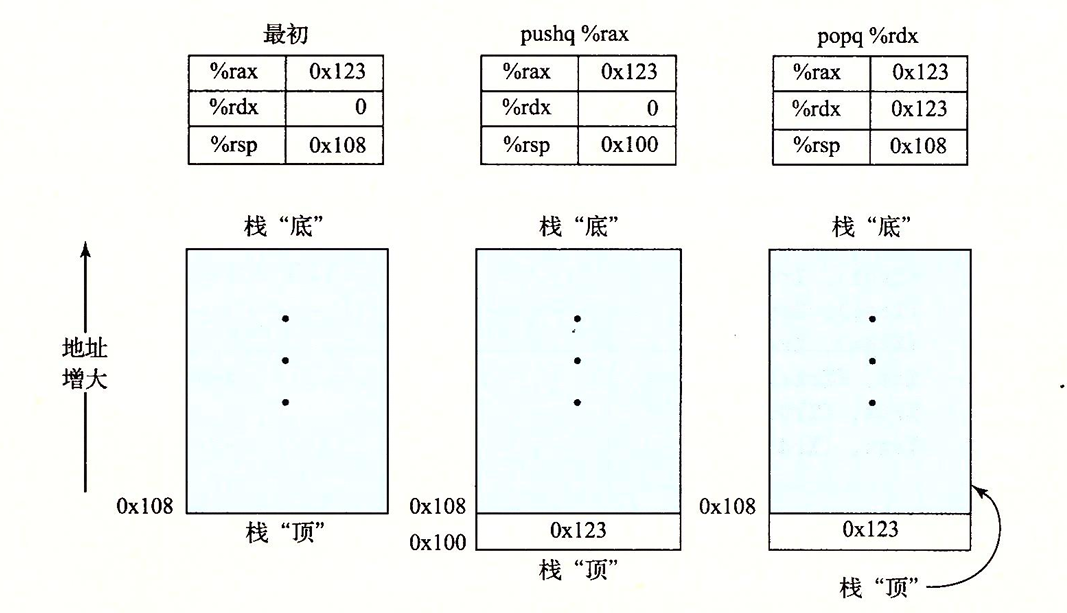 最初
%rax 0x123
%rdx 0
%rsp 0x108
pushq %rax
%rax 0x123
%rdx 0
%rsp 0x100
popq %rdx
%rax 0x123
%rdx 0x123
%rsp 0x108
地址
增大
栈“底”
0x108
栈“顶”
栈“底”
0x108
0x123
0x100
栈“顶”
栈“底”
0x108
0x123
栈“顶”